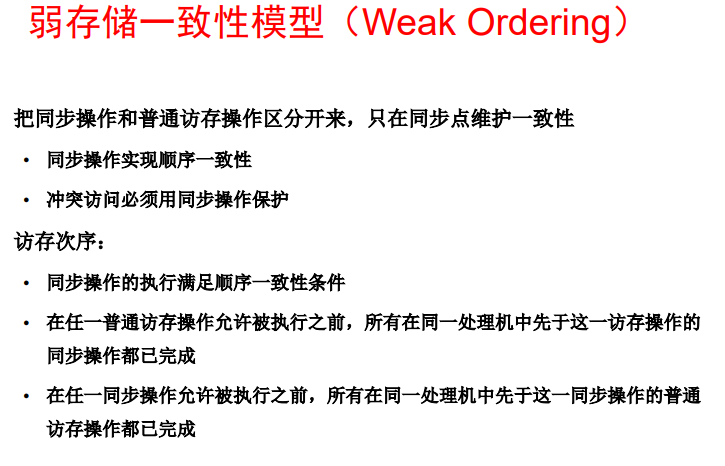 弱存储一致性模型（Weak Ordering）
把同步操作和普通访存操作区分开来，只在同步点维护一致性
• 同步操作实现顺序一致性
• 冲突访问必须用同步操作保护
访存次序：
• 同步操作的执行满足顺序一致性条件
• 在任一普通访存操作允许被执行之前，所有在同一处理机中先于这一访存操作的
同步操作都已完成
• 在任一同步操作允许被执行之前，所有在同一处理机中先于这一同步操作的普通
访存操作都已完成